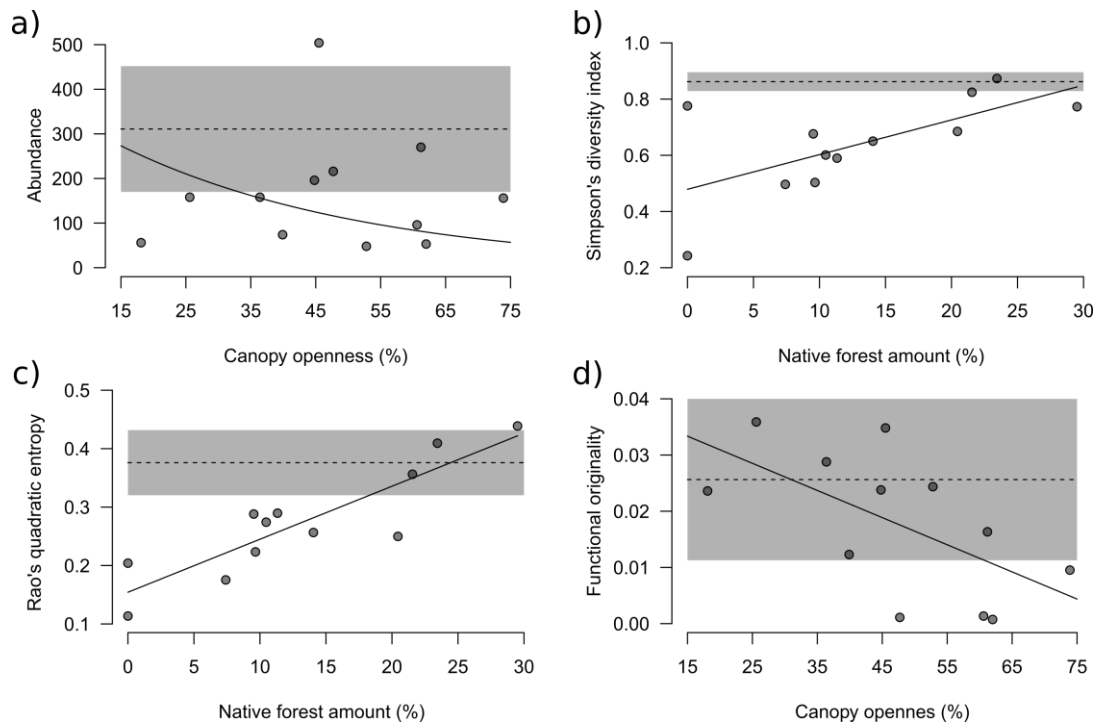 a)
Abundance
500
400
300
200
100
0
15 25 35 45 55 65 75
Canopy openness (%)
b)
Simpson's diversity index
1.0
0.8
0.6
0.4
0.2
0 5 10 15 20 25 30
Native forest amount (%)
c)
Rao's quadratic entropy
0.5
0.4
0.3
0.2
0.1
0 5 10 15 20 25 30
Native forest amount (%)
d)
Functional originality
0.04
0.03
0.02
0.01
0.00
15 25 35 45 55 65 75
Canopy opennes (%)